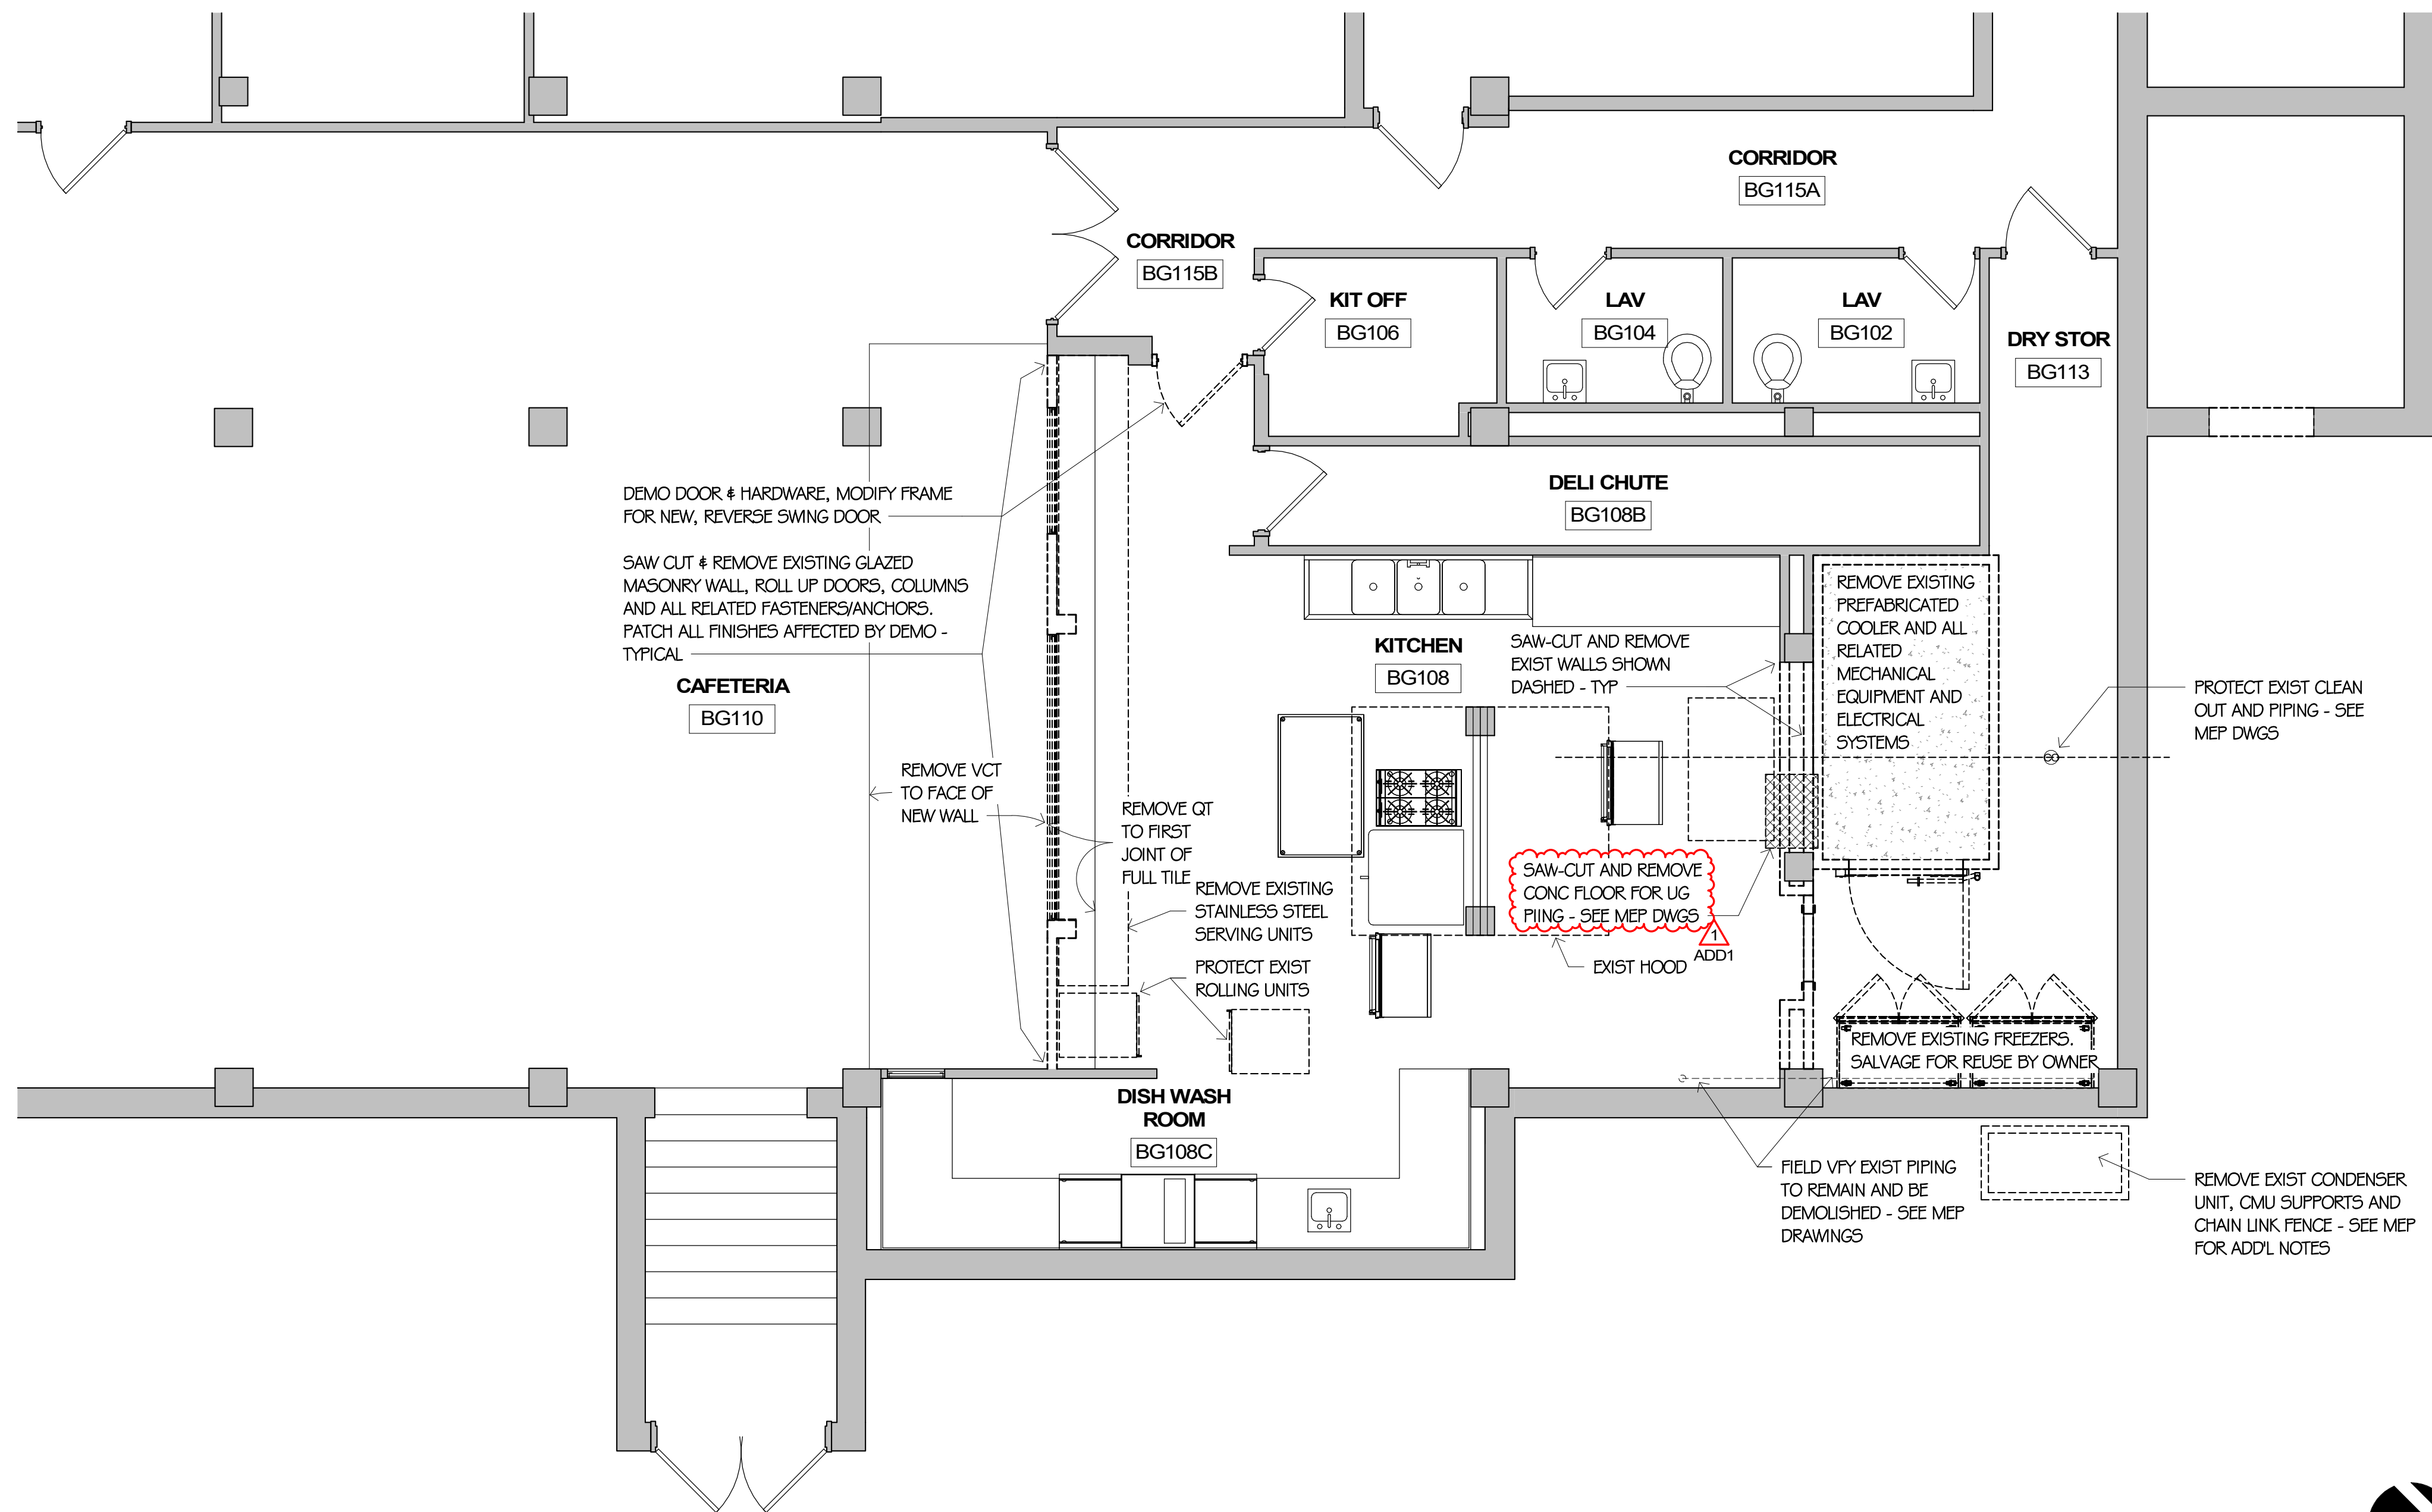 CORRIDOR
BG115A
CORRIDOR
BG115B
KIT OFF
BG106
LAV
BG104
LAV
BG102
DRY STOR
BG113
DEMO DOOR & HARDWARE, MODIFY FRAME
FOR NEW, REVERSE SWING DOOR
DELI CHUTE
BG108B
SAW CUT & REMOVE EXISTING GLAZED
MASONRY WALL, ROLL UP DOORS, COLUMNS
AND ALL RELATED FASTENERS/ANCHORS.
PATCH ALL FINISHES AFFECTED BY DEMO -
TYPICAL
CAFETERIA
BG110
KITCHEN
BG108
SAW-CUT AND REMOVE
EXIST WALLS SHOWN
DASHED - TYP
REMOVE EXISTING
PREFABRICATED
COOLER AND ALL
RELATED
MECHANICAL
EQUIPMENT AND
ELECTRICAL
SYSTEMS
PROTECT EXIST CLEAN
OUT AND PIPING - SEE
MEP DWGS
REMOVE VCT
TO FACE OF
NEW WALL
REMOVE QT
TO FIRST
JOINT OF
FULL TILE
REMOVE EXISTING
STAINLESS STEEL
SERVING UNITS
SAW-CUT AND REMOVE
CONC FLOOR FOR UG
PIING - SEE MEP DWGS
1
ADD1
PROTECT EXIST
ROLLING UNITS
EXIST HOOD
REMOVE EXISTING FREEZERS.
SALVAGE FOR REUSE BY OWNER
DISH WASH
ROOM
BG108C
FIELD VFY EXIST PIPING
TO REMAIN AND BE
DEMOLISHED - SEE MEP
DRAWINGS
REMOVE EXIST CONDENSER
UNIT, CMU SUPPORTS AND
CHAIN LINK FENCE - SEE MEP
FOR ADD'L NOTES